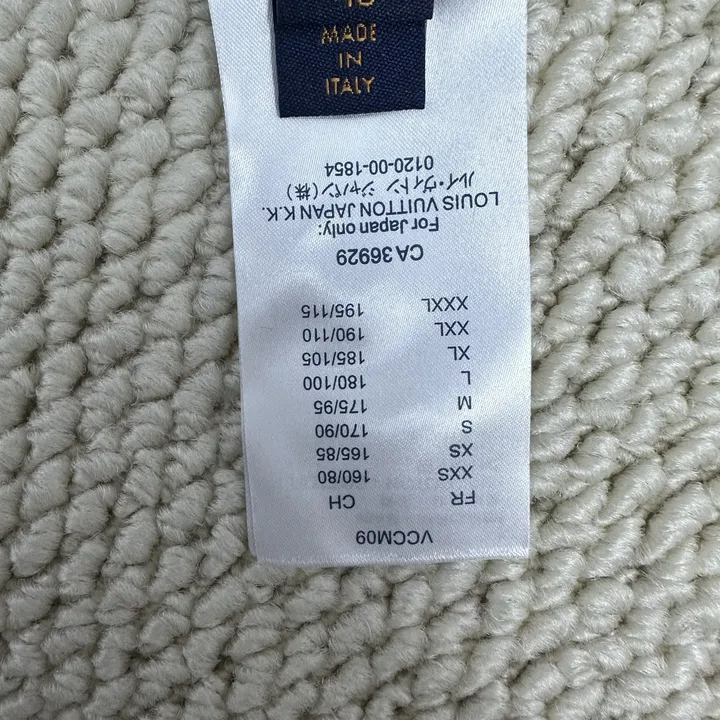 MADE
IN
ITALY
VCCM09
FR CH
XXS 160/80
XS 165/85
S 170/90
M 175/95
L 180/100
XL 185/105
XXL 190/110
XXXL 195/115
CA 36929
For Japan only:
LOUIS VUITTON JAPAN K.K.
ルイ・ヴィトン ジャパン(株)
0120-00-1854